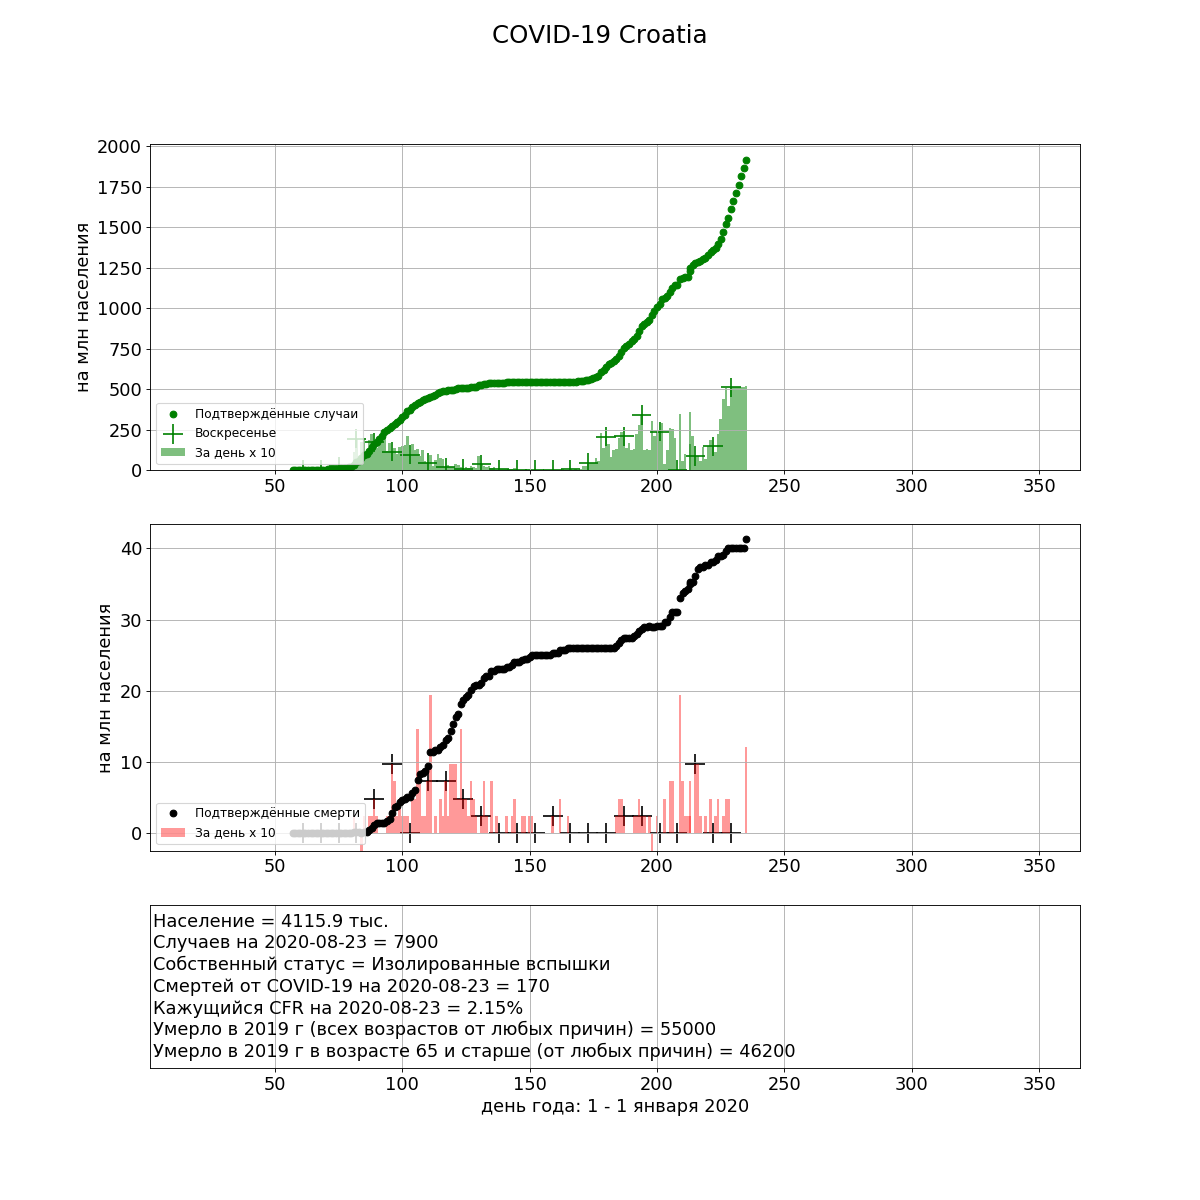 COVID-19 Croatia
2000
1750
1500
1250
1000
750
500
250
0
на млн населения
Подтверждённые случаи
Воскресенье
За день x 10
50 100 150 200 250 300 350
40
30
20
10
0
на млн населения
Подтверждённые смерти
За день x 10
50 100 150 200 250 300 350
Население = 4115.9 тыс.
Случаев на 2020-08-23 = 7900
Собственный статус = Изолированные вспышки
Смертей от COVID-19 на 2020-08-23 = 170
Кажущийся CFR на 2020-08-23 = 2.15%
Умерло в 2019 г (всех возрастов от любых причин) = 55000
Умерло в 2019 г в возрасте 65 и старше (от любых причин) = 46200
50 100 150 200 250 300 350
день года: 1 - 1 января 2020